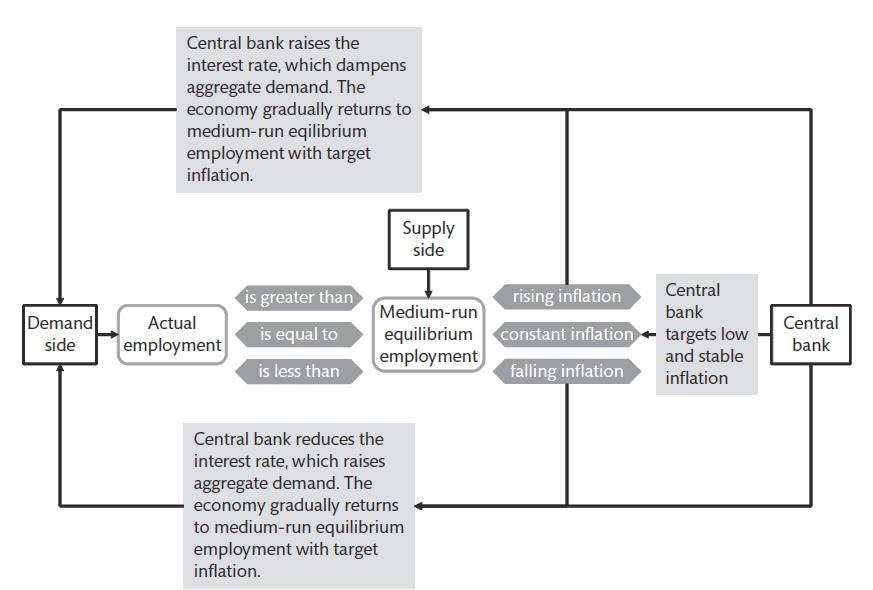 Central bank raises the
interest rate, which dampens
aggregate demand. The
economy gradually returns to
medium-run eqilibrium
employment with target
inflation.
Supply
side
Demand
side
Actual
employment
is greater than
is equal to
is less than
Medium-run
equilibrium
employment
rising inflation
constant inflation
falling inflation
Central
bank
targets low
and stable
inflation
Central
bank
Central bank reduces the
interest rate, which raises
aggregate demand. The
economy gradually returns
to medium-run equilibrium
employment with target
inflation.